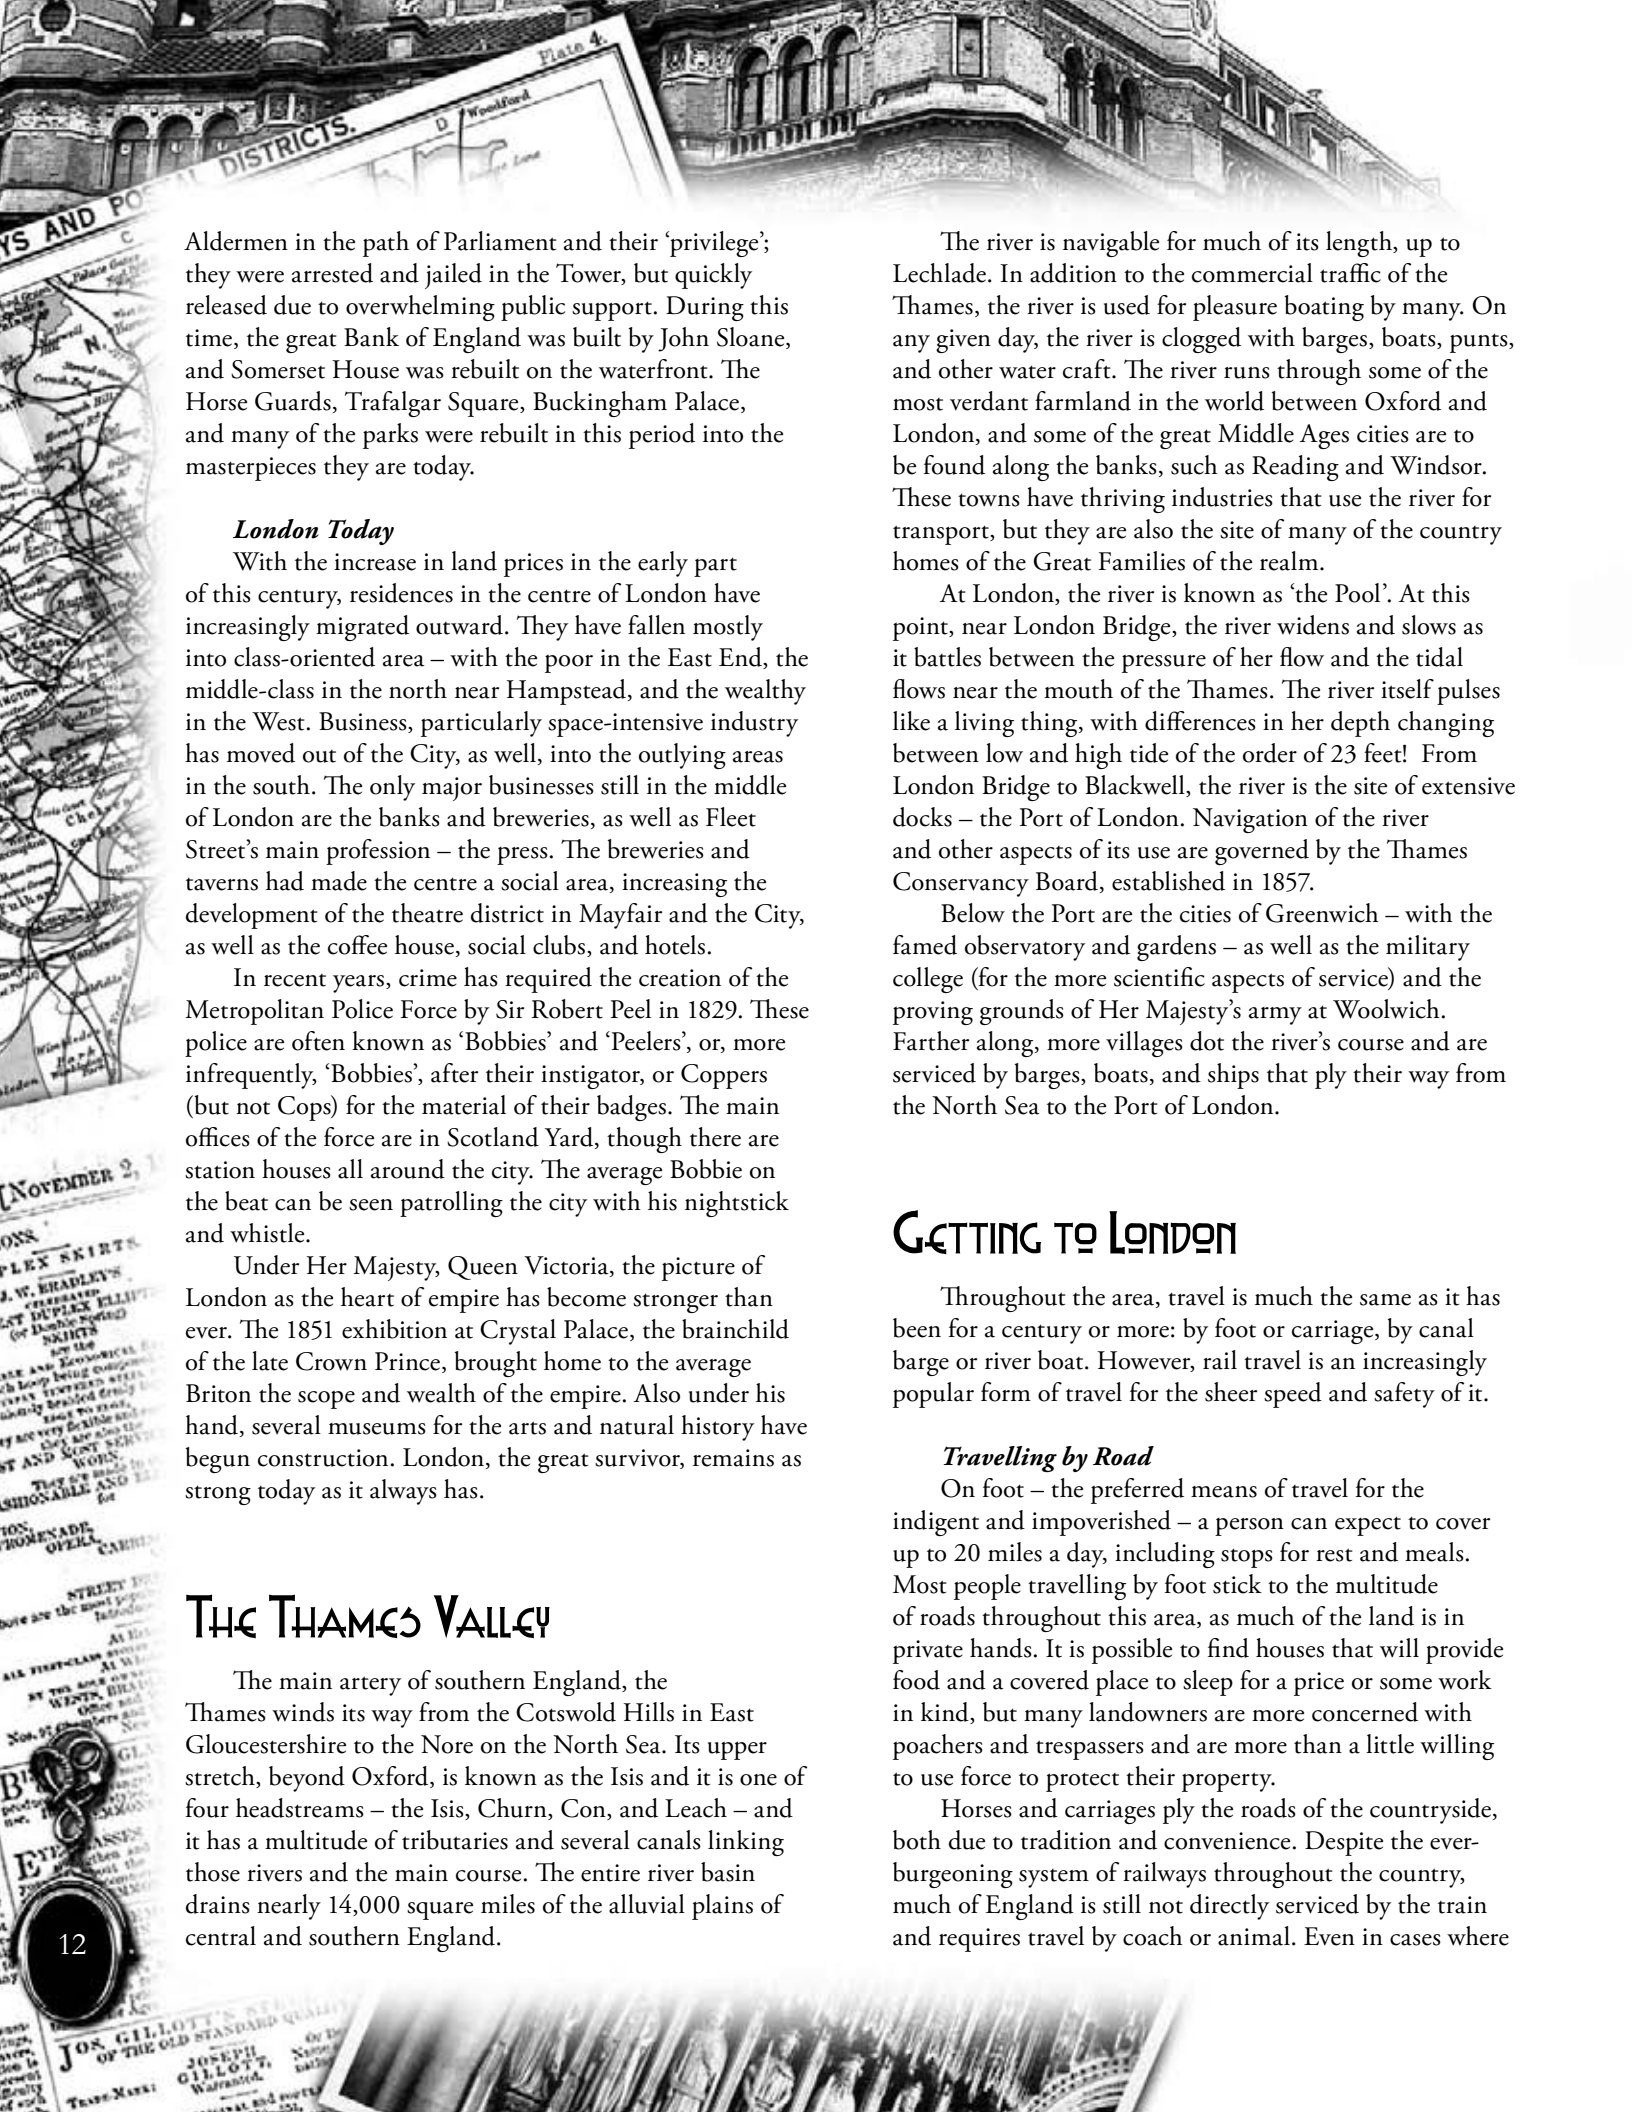 Plate 4.
D
Woodford
DISTRICTS.
YS AND PO
C
N.
Aldermen in the path of Parliament and their ‘privilege’;
they were arrested and jailed in the Tower, but quickly
released due to overwhelming public support. During this
time, the great Bank of England was built by John Sloane,
and Somerset House was rebuilt on the waterfront. The
Horse Guards, Trafalgar Square, Buckingham Palace,
and many of the parks were rebuilt in this period into the
masterpieces they are today.
London Today
With the increase in land prices in the early part
of this century, residences in the centre of London have
increasingly migrated outward. They have fallen mostly
into class-oriented area – with the poor in the East End, the
middle-class in the north near Hampstead, and the wealthy
in the West. Business, particularly space-intensive industry
has moved out of the City, as well, into the outlying areas
in the south. The only major businesses still in the middle
of London are the banks and breweries, as well as Fleet
Street’s main profession – the press. The breweries and
taverns had made the centre a social area, increasing the
development of the theatre district in Mayfair and the City,
as well as the coffee house, social clubs, and hotels.
In recent years, crime has required the creation of the
Metropolitan Police Force by Sir Robert Peel in 1829. These
police are often known as ‘Bobbies’ and ‘Peelers’, or, more
infrequently, ‘Bobbies’, after their instigator, or Coppers
(but not Cops) for the material of their badges. The main
offices of the force are in Scotland Yard, though there are
station houses all around the city. The average Bobbie on
the beat can be seen patrolling the city with his nightstick
and whistle.
Under Her Majesty, Queen Victoria, the picture of
London as the heart of empire has become stronger than
ever. The 1851 exhibition at Crystal Palace, the brainchild
of the late Crown Prince, brought home to the average
Briton the scope and wealth of the empire. Also under his
hand, several museums for the arts and natural history have
begun construction. London, the great survivor, remains as
strong today as it always has.
The Thames Valley
The main artery of southern England, the
Thames winds its way from the Cotswold Hills in East
Gloucestershire to the Nore on the North Sea. Its upper
stretch, beyond Oxford, is known as the Isis and it is one of
four headstreams – the Isis, Churn, Con, and Leach – and
it has a multitude of tributaries and several canals linking
those rivers and the main course. The entire river basin
drains nearly 14,000 square miles of the alluvial plains of
central and southern England.
The river is navigable for much of its length, up to
Lechlade. In addition to the commercial traffic of the
Thames, the river is used for pleasure boating by many. On
any given day, the river is clogged with barges, boats, punts,
and other water craft. The river runs through some of the
most verdant farmland in the world between Oxford and
London, and some of the great Middle Ages cities are to
be found along the banks, such as Reading and Windsor.
These towns have thriving industries that use the river for
transport, but they are also the site of many of the country
homes of the Great Families of the realm.
At London, the river is known as ‘the Pool’. At this
point, near London Bridge, the river widens and slows as
it battles between the pressure of her flow and the tidal
flows near the mouth of the Thames. The river itself pulses
like a living thing, with differences in her depth changing
between low and high tide of the order of 23 feet!  From
London Bridge to Blackwell, the river is the site of extensive
docks – the Port of London. Navigation of the river
and other aspects of its use are governed by the Thames
Conservancy Board, established in 1857.
Below the Port are the cities of Greenwich – with the
famed observatory and gardens – as well as the military
college (for the more scientific aspects of service) and the
proving grounds of Her Majesty’s army at Woolwich.
Farther along, more villages dot the river’s course and are
serviced by barges, boats, and ships that ply their way from
the North Sea to the Port of London.
Getting to London
Throughout the area, travel is much the same as it has
been for a century or more: by foot or carriage, by canal
barge or river boat. However, rail travel is an increasingly
popular form of travel for the sheer speed and safety of it.
Travelling by Road
On foot – the preferred means of travel for the
indigent and impoverished – a person can expect to cover
up to 20 miles a day, including stops for rest and meals.
Most people travelling by foot stick to the multitude
of roads throughout this area, as much of the land is in
private hands. It is possible to find houses that will provide
food and a covered place to sleep for a price or some work
in kind, but many landowners are more concerned with
poachers and trespassers and are more than a little willing
to use force to protect their property.
Horses and carriages ply the roads of the countryside,
both due to tradition and convenience. Despite the ever-
burgeoning system of railways throughout the country,
much of England is still not directly serviced by the train
and requires travel by coach or animal. Even in cases where
[NOVEMBER 2,
PLEX SKIRTS
J. W. BRADLEY'S
SKIRTS
WORN.
FASHIONABLE AND
for
PROMENADE,
OPERA,
STREET
12
JOS. GILLOTT'S
OF THE OLD STANDARD
JOSEPH
GILLOTT,
Warranted.
TRADE-MARK: